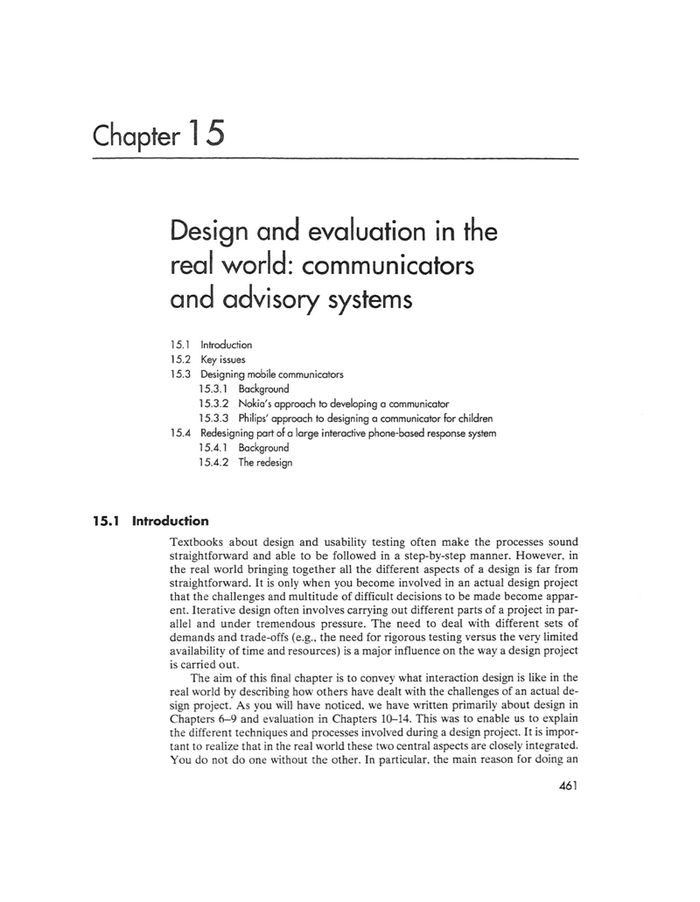 Chapter 15
Design and evaluation in the
real world: communicators
and advisory systems
15.1 Introduction
15.2 Key issues
15.3 Designing mobile communicators
15.3.1 Background
15.3.2 Nokia's approach to developing a communicator
15.3.3 Philips' approach to designing a communicator for children
15.4 Redesigning part of a large interactive phone-based response system
15.4.1 Background
15.4.2 The redesign
15.1 Introduction
Textbooks about design and usability testing often make the processes sound
straightforward and able to be followed in a step-by-step manner. However, in
the real world bringing together all the different aspects of a design is far from
straightforward. It is only when you become involved in an actual design project
that the challenges and multitude of difficult decisions to be made become appar-
ent. Iterative design often involves carrying out different parts of a project in par-
allel and under tremendous pressure. The need to deal with different sets of
demands and trade-offs (e.g., the need for rigorous testing versus the very limited
availability of time and resources) is a major influence on the way a design project
is carried out.
The aim of this final chapter is to convey what interaction design is like in the
real world by describing how others have dealt with the challenges of an actual de-
sign project. As you will have noticed, we have written primarily about design in
Chapters 6–9 and evaluation in Chapters 10–14. This was to enable us to explain
the different techniques and processes involved during a design project. It is impor-
tant to realize that in the real world these two central aspects are closely integrated.
You do not do one without the other. In particular, the main reason for doing an
461